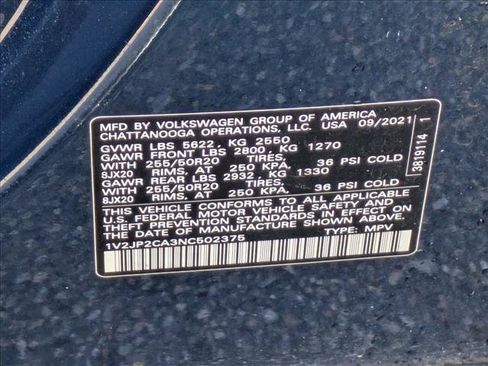 MFD BY VOLKSWAGEN GROUP OF AMERICA
CHATTANOOGA OPERATIONS, LLC. USA 09/2021
GVWR LBS 5622, KG 2550
GAWR FRONT LBS 2800, KG 1270
WITH 255/50R20 TIRES,
8JX20 RIMS, AT 250 KPA. 36 PSI COLD
GAWR REAR LBS 2932, KG 1330
WITH 255/50R20 TIRES,
8JX20 RIMS, AT 250 KPA. 36 PSI COLD
THIS VEHICLE CONFORMS TO ALL APPLICABLE
U.S. FEDERAL MOTOR VEHICLE SAFETY AND
THEFT PREVENTION STANDARDS IN EFFECT ON
THE DATE OF MANUFACTURE SHOWN ABOVE.
1V2JP2CA3NC502375 TYPE: MPV
3819114 1